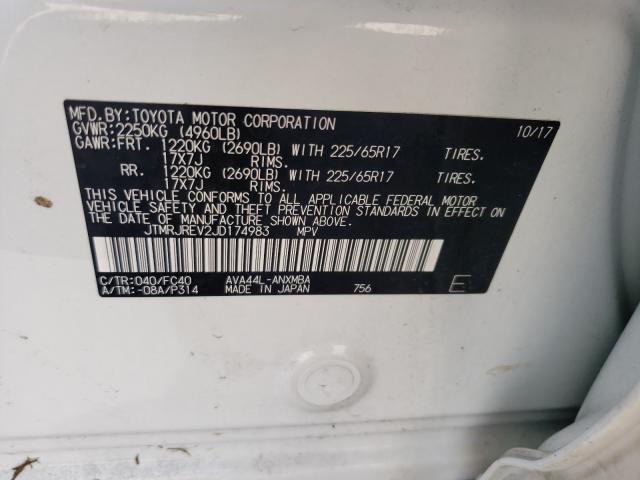 MFD.BY:TOYOTA MOTOR CORPORATION 10/17
GVWR:2250KG (4960LB)
GAWR:FRT. 1220KG (2690LB) WITH 225/65R17 TIRES.
17X7J RIMS.
RR. 1220KG (2690LB) WITH 225/65R17 TIRES.
17X7J RIMS.
THIS VEHICLE CONFORMS TO ALL APPLICABLE FEDERAL MOTOR
VEHICLE SAFETY AND THEFT PREVENTION STANDARDS IN EFFECT ON
THE DATE OF MANUFACTURE SHOWN ABOVE.
JTMRJREV2JD174983 MPV
C/TR:040/FC40 AVA44L-ANXMBA
A/TM:-08A/P314 MADE IN JAPAN 756 E